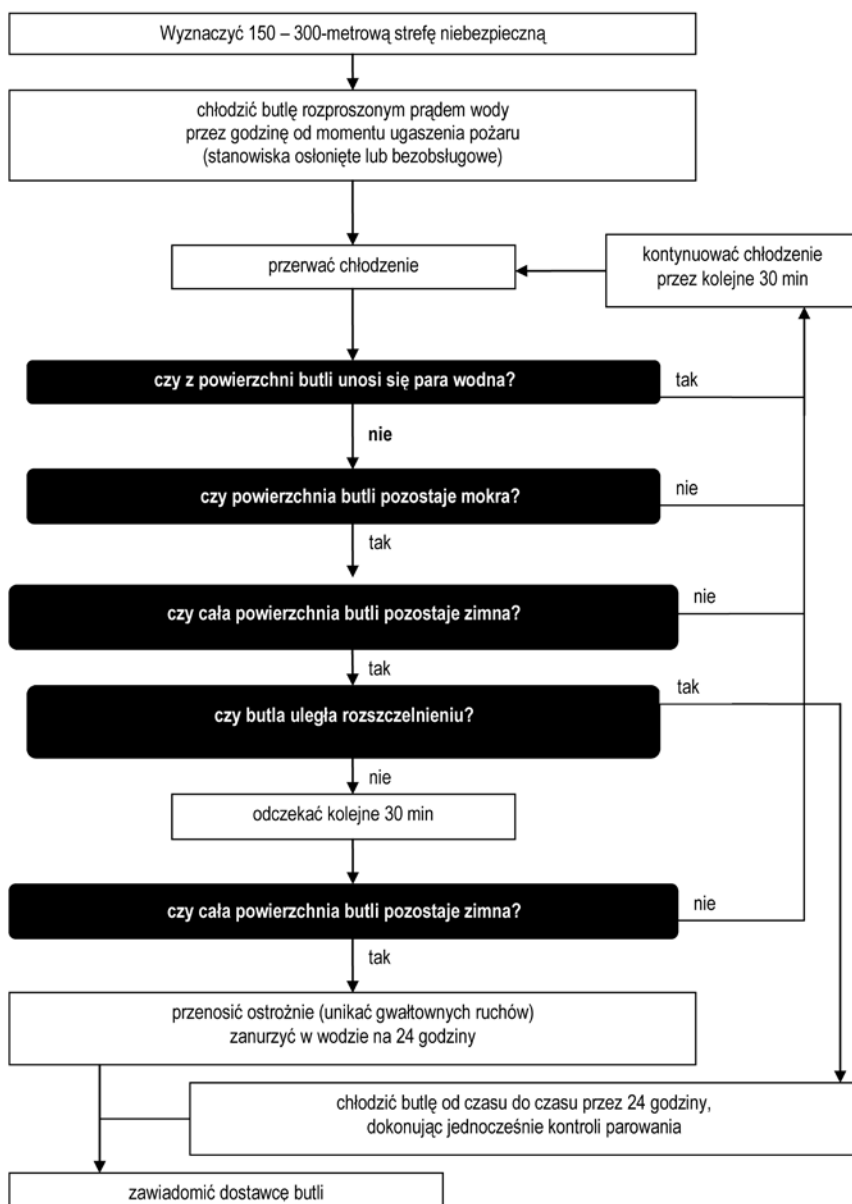 Wyznaczyć 150 – 300-metrową strefę niebezpieczną
chłodzić butlę rozproszonym prądem wody
przez godzinę od momentu ugaszenia pożaru
(stanowiska osłonięte lub bezobsługowe)
przerwać chłodzenie
kontynuować chłodzenie
przez kolejne 30 min
czy z powierzchni butli unosi się para wodna?
tak
nie
czy powierzchnia butli pozostaje mokra?
nie
tak
czy cała powierzchnia butli pozostaje zimna?
nie
tak
czy butla uległa rozszczelnieniu?
tak
nie
odczekać kolejne 30 min
czy cała powierzchnia butli pozostaje zimna?
nie
tak
przenosić ostrożnie (unikać gwałtownych ruchów)
zanurzyć w wodzie na 24 godziny
chłodzić butlę od czasu do czasu przez 24 godziny,
dokonując jednocześnie kontroli parowania
zawiadomić dostawcę butli